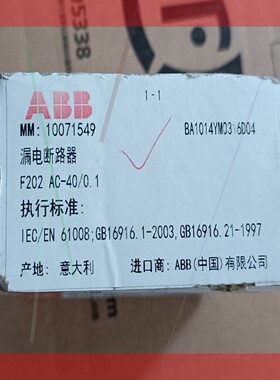 5338
ABB
1-1
MM: 10071549
BA1014YM0316D04
漏电断路器
F202 AC-40/0.1
执行标准:
IEC/EN 61008;GB16916.1-2003,GB16916.21-1997
产地: 意大利 进口商: ABB(中国)有限公司